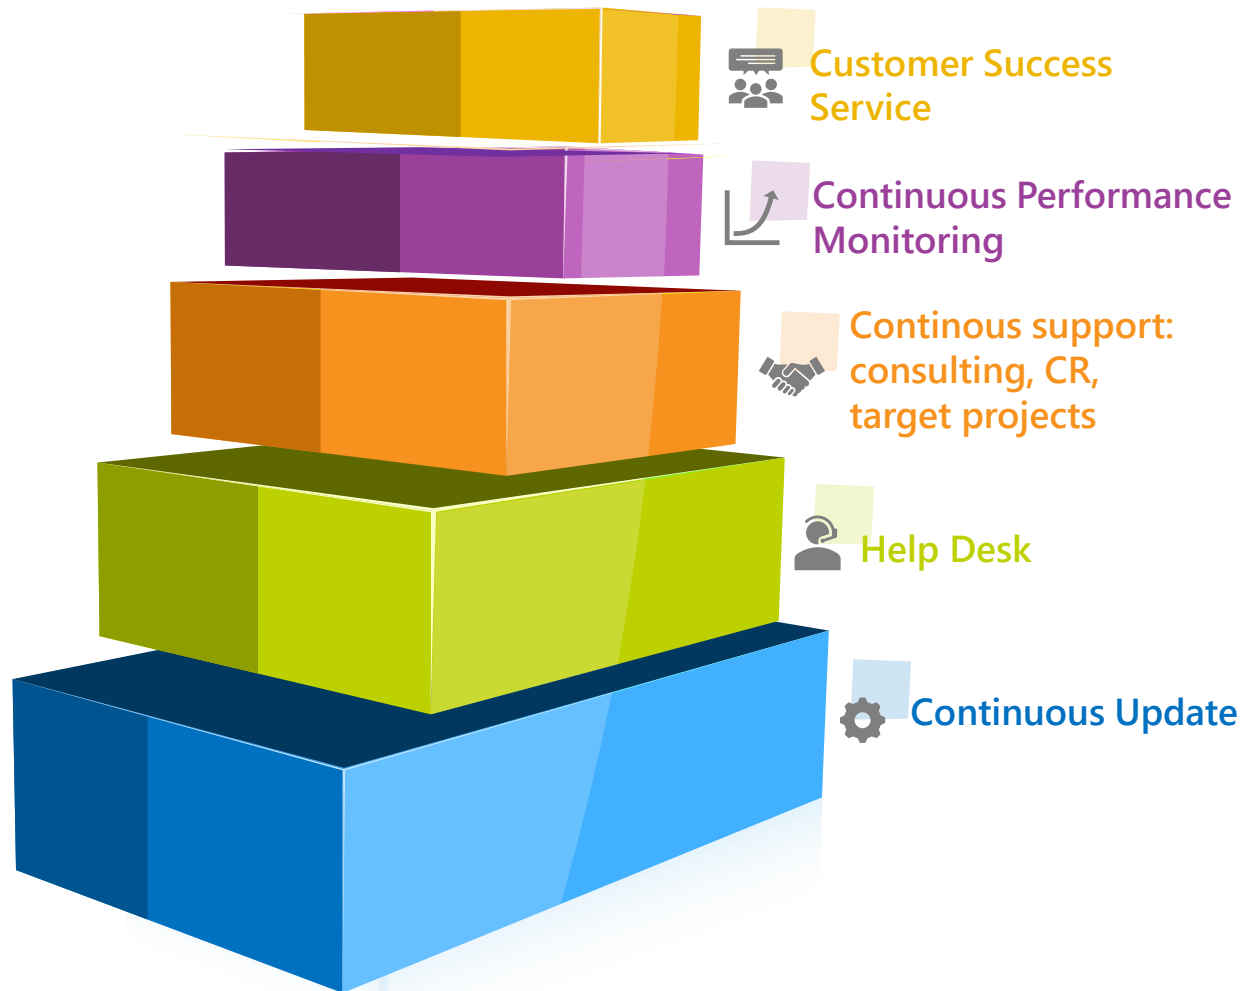 Customer Success
Service
Continuous Performance
Monitoring
Continous support:
consulting, CR,
target projects
Help Desk
Continuous Update